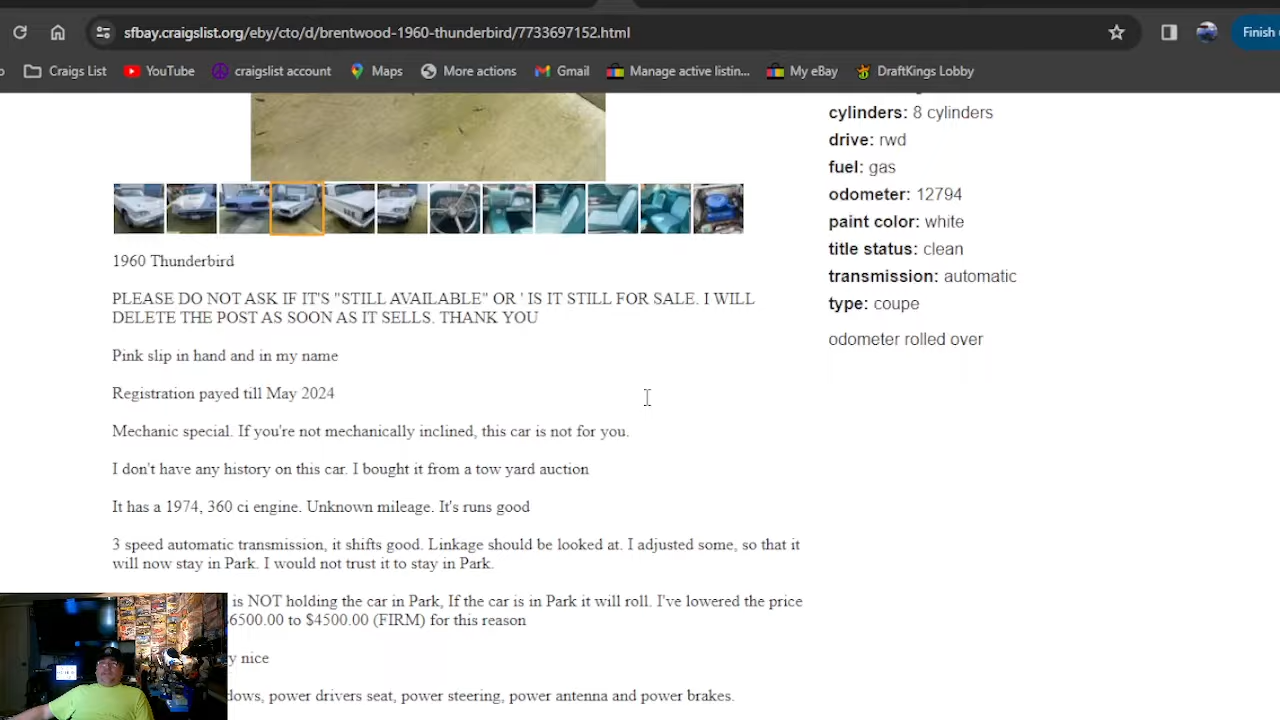 sfbay.craigslist.org/eby/cto/d/brentwood-1960-thunderbird/7733697152.html
Finish
Craigs List YouTube craigslist account Maps More actions Gmail Manage active listin... My eBay DraftKings Lobby
cylinders: 8 cylinders
drive: rwd
fuel: gas
odometer: 12794
paint color: white
title status: clean
transmission: automatic
type: coupe
odometer rolled over
1960 Thunderbird
PLEASE DO NOT ASK IF IT'S "STILL AVAILABLE" OR ' IS IT STILL FOR SALE. I WILL
DELETE THE POST AS SOON AS IT SELLS. THANK YOU
Pink slip in hand and in my name
Registration payed till May 2024
Mechanic special. If you're not mechanically inclined, this car is not for you.
I don't have any history on this car. I bought it from a tow yard auction
It has a 1974, 360 ci engine. Unknown mileage. It's runs good
3 speed automatic transmission, it shifts good. Linkage should be looked at. I adjusted some, so that it
will now stay in Park. I would not trust it to stay in Park.
is NOT holding the car in Park, If the car is in Park it will roll. I've lowered the price
$6500.00 to $4500.00 (FIRM) for this reason
y nice
dows, power drivers seat, power steering, power antenna and power brakes.